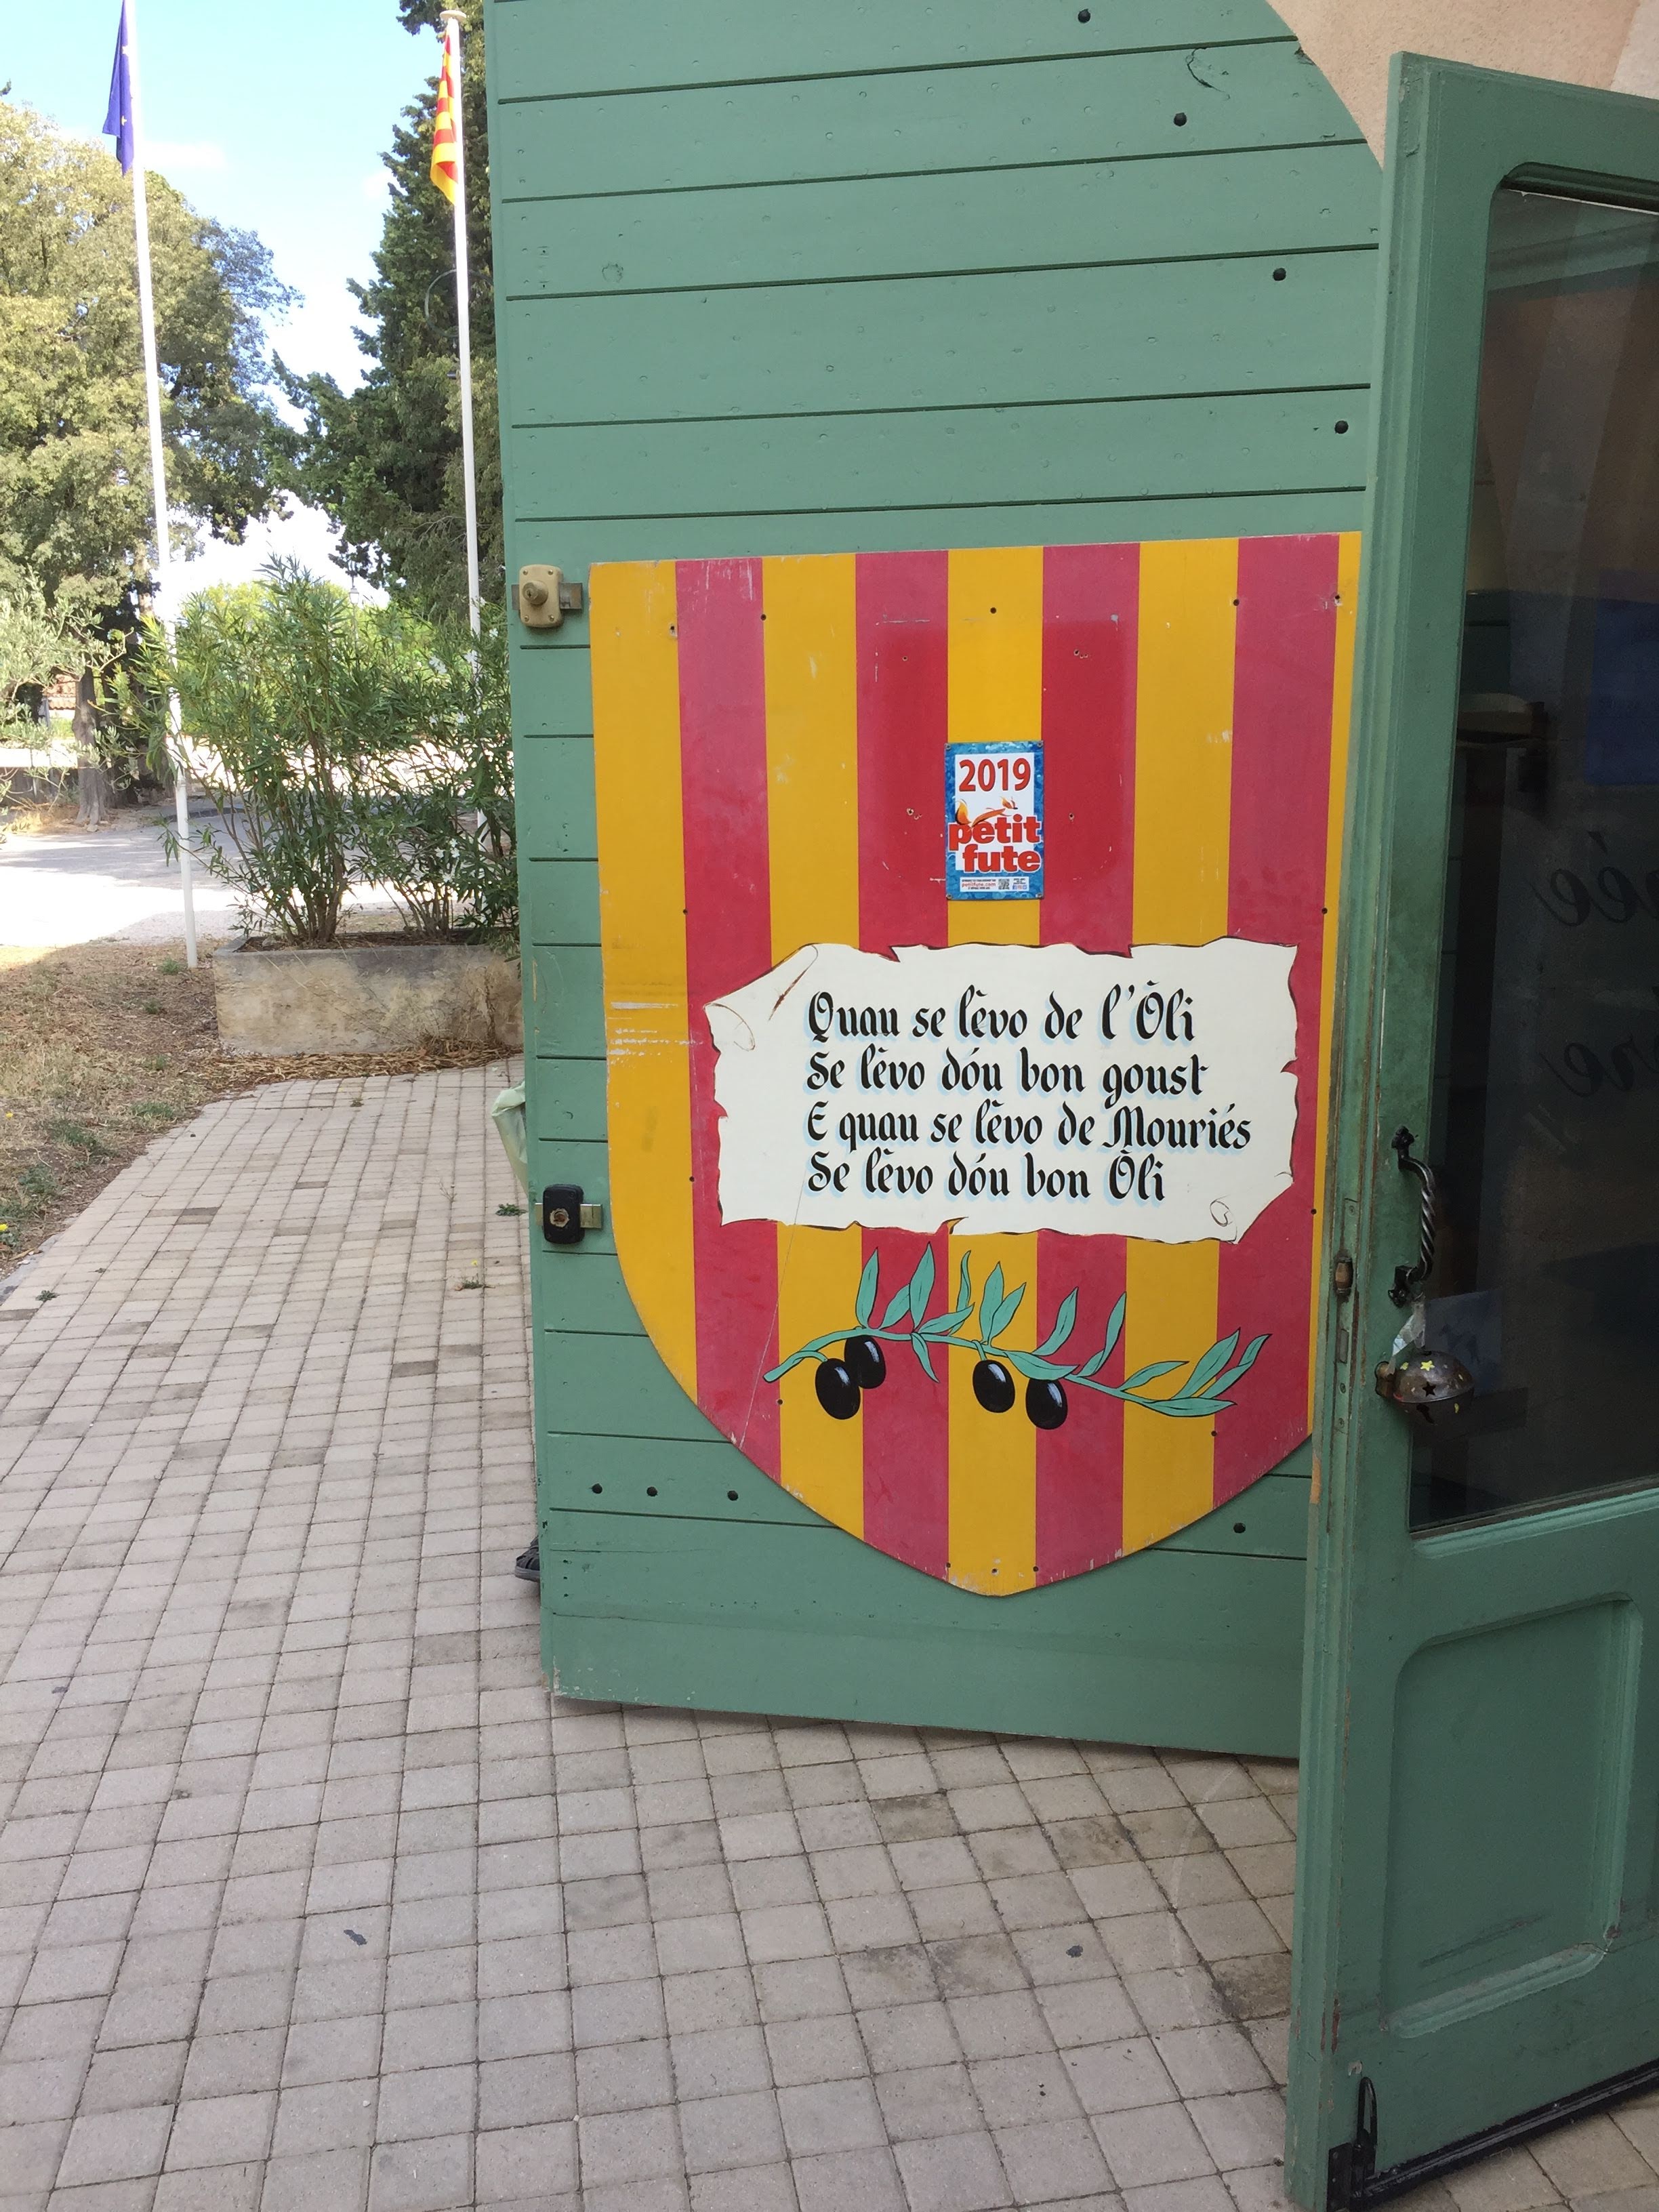 2019
petit
fute
Quau se lèvo de l'Òli
Se lèvo dóu bon goust
E quau se lèvo de Mouriés
Se lèvo dóu bon Òli